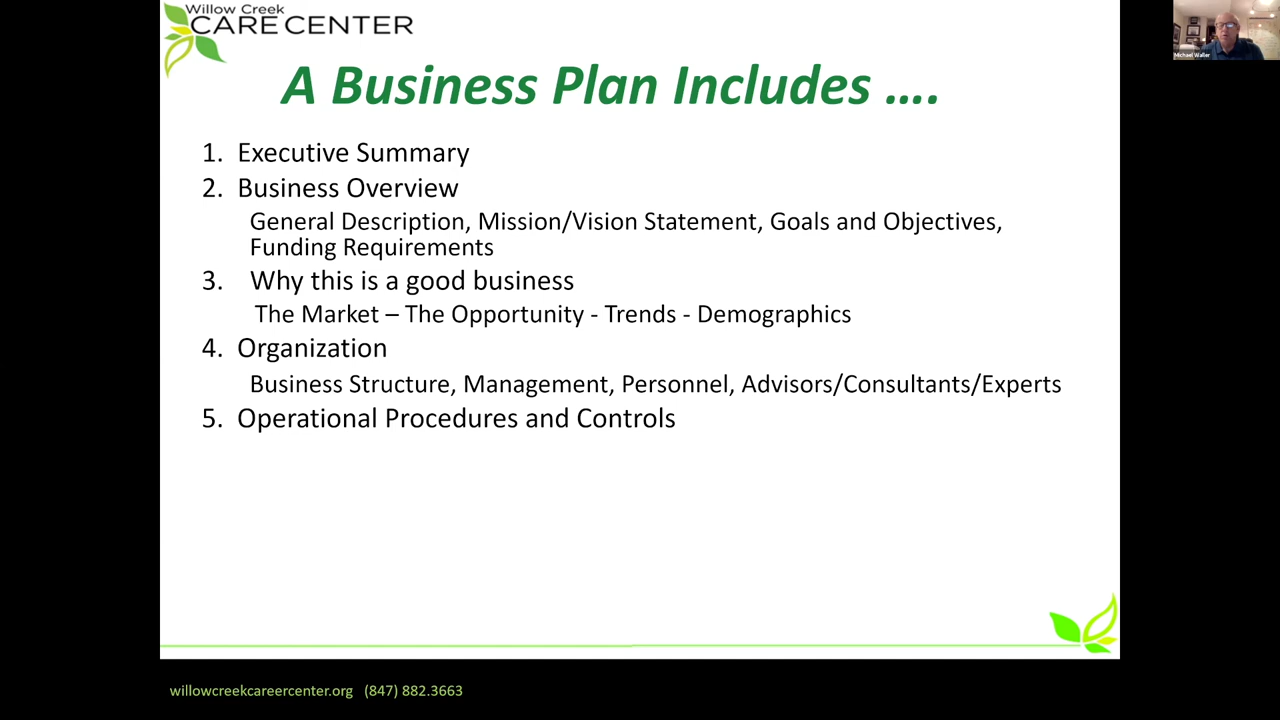 Willow Creek
CARE CENTER
Michael Waller
A Business Plan Includes ....
1. Executive Summary
2. Business Overview
General Description, Mission/Vision Statement, Goals and Objectives,
Funding Requirements
3. Why this is a good business
The Market – The Opportunity - Trends - Demographics
4. Organization
Business Structure, Management, Personnel, Advisors/Consultants/Experts
5. Operational Procedures and Controls
willowcreekcareercenter.org (847) 882.3663